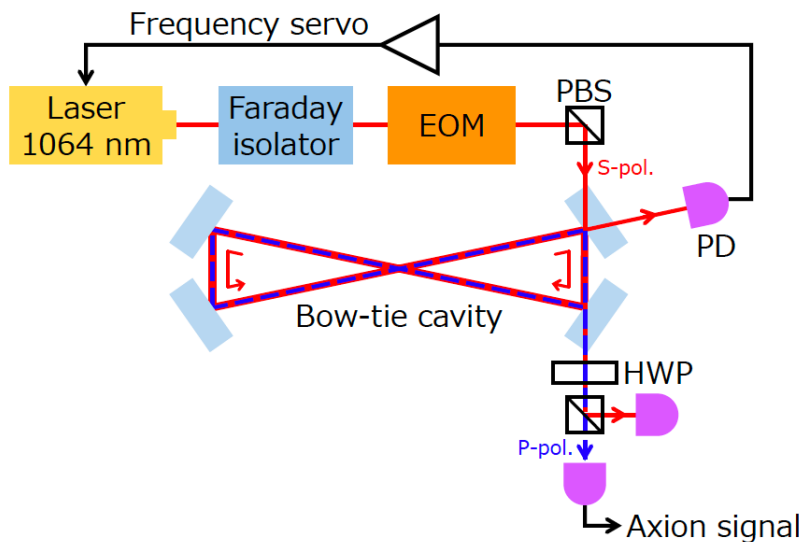 Frequency servo
Laser
1064 nm
Faraday
isolator
EOM
PBS
S-pol.
PD
Bow-tie cavity
HWP
P-pol.
Axion signal